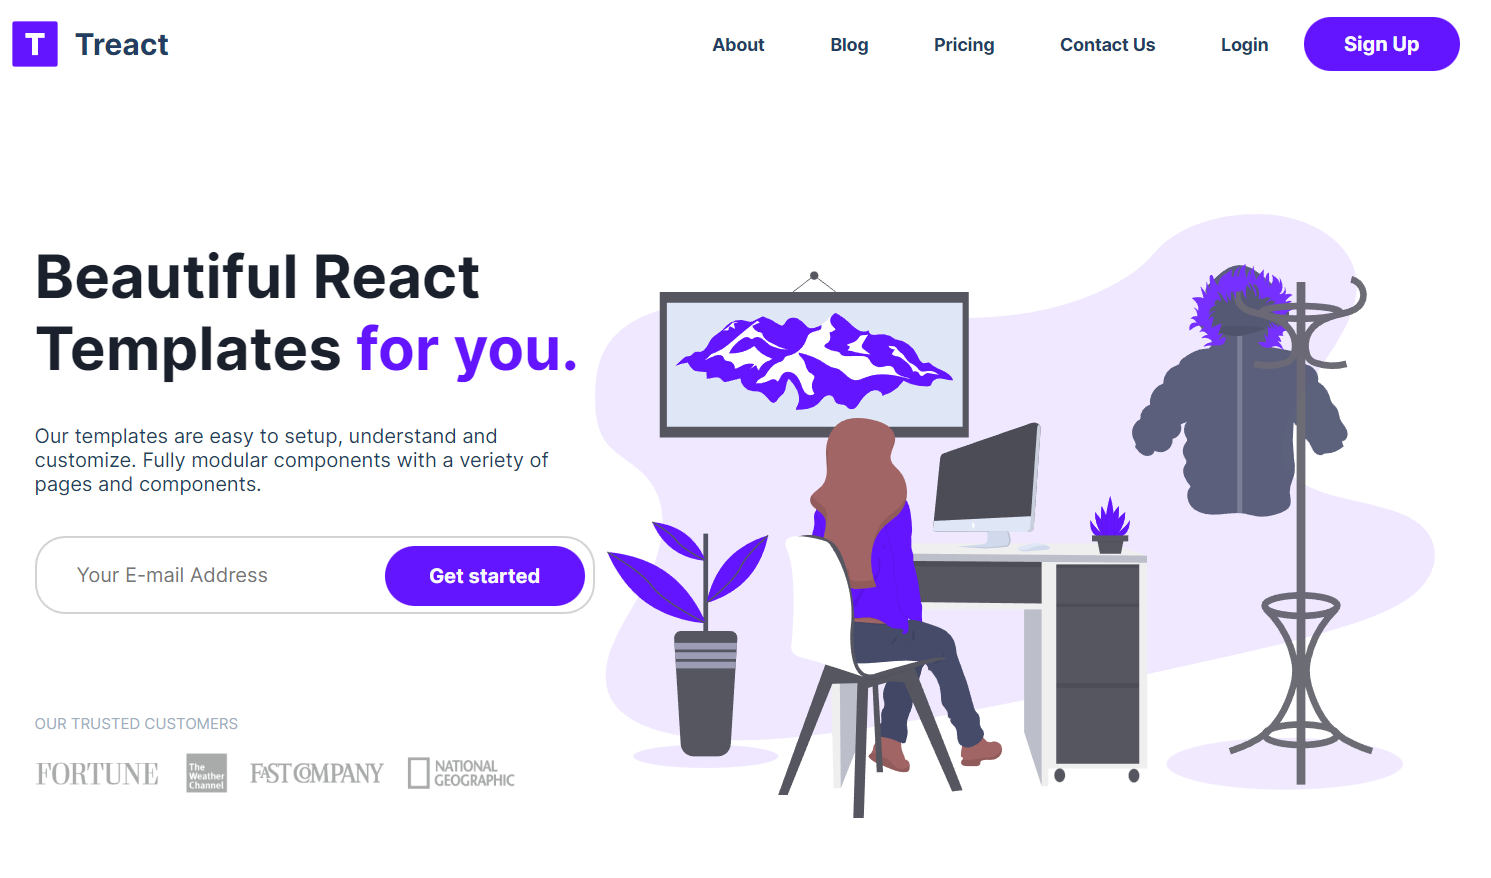 T Treact
About Blog Pricing Contact Us Login Sign Up
Beautiful React
Templates for you.
Our templates are easy to setup, understand and
customize. Fully modular components with a veriety of
pages and components.
Your E-mail Address Get started
OUR TRUSTED CUSTOMERS
FORTUNE
The
Weather
Channel
FAST COMPANY
NATIONAL
GEOGRAPHIC